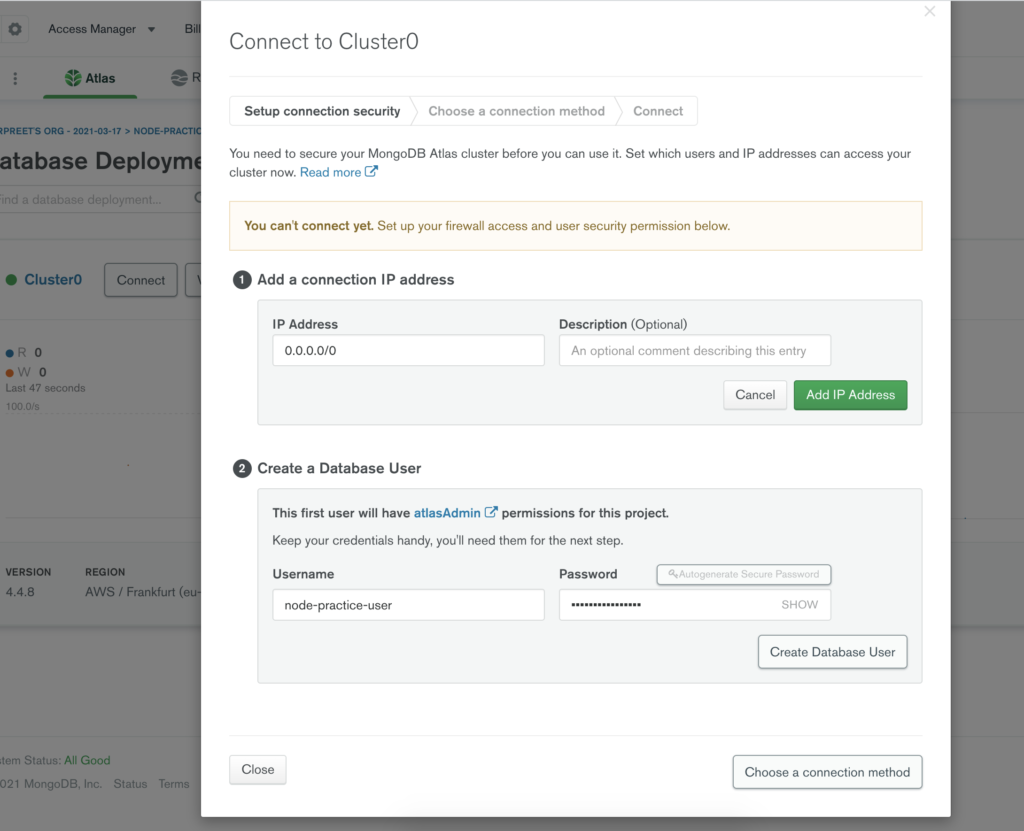 Access Manager
Bill
Atlas
R
RPREET'S ORG - 2021-03-17 > NODE-PRACTIC
atabase Deployme
ind a database deployment...
Cluster0
Connect
R 0
W 0
Last 47 seconds
100.0/s
VERSION
REGION
4.4.8
AWS / Frankfurt (eu-
tem Status: All Good
021 MongoDB, Inc. Status Terms
Connect to Cluster0
Setup connection security
Choose a connection method
Connect
You need to secure your MongoDB Atlas cluster before you can use it. Set which users and IP addresses can access your
cluster now. Read more
You can't connect yet. Set up your firewall access and user security permission below.
1 Add a connection IP address
IP Address
Description (Optional)
0.0.0.0/0
An optional comment describing this entry
Cancel
Add IP Address
2 Create a Database User
This first user will have atlasAdmin permissions for this project.
Keep your credentials handy, you'll need them for the next step.
Username
Password
Autogenerate Secure Password
node-practice-user
••••••••••••••••
SHOW
Create Database User
Close
Choose a connection method